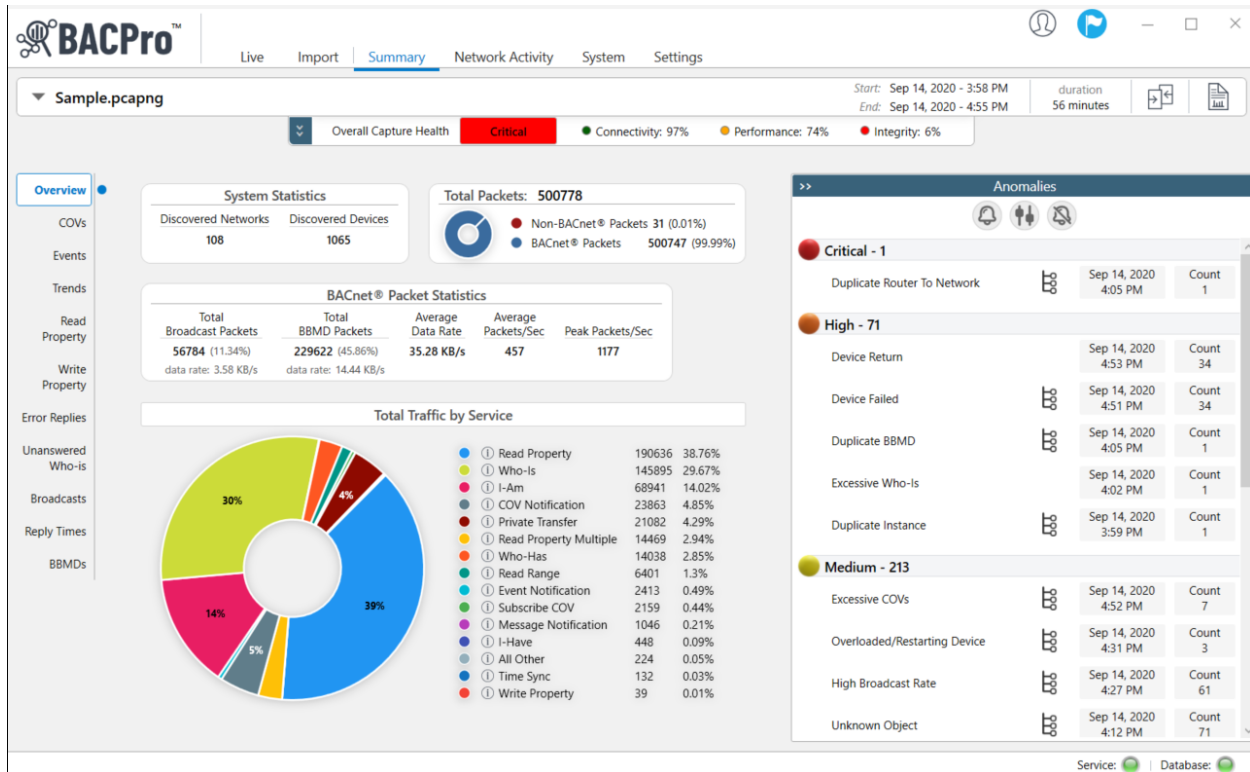 BACPro™
Live Import Summary Network Activity System Settings
Sample.pcapng
Start: Sep 14, 2020 - 3:58 PM
End: Sep 14, 2020 - 4:55 PM
duration
56 minutes
Overall Capture Health Critical Connectivity: 97% Performance: 74% Integrity: 6%
Overview
COVs
Events
Trends
Read
Property
Write
Property
Error Replies
Unanswered
Who-is
Broadcasts
Reply Times
BBMDs
System Statistics
Discovered Networks Discovered Devices
108 1065
Total Packets: 500778
Non-BACnet® Packets 31 (0.01%)
BACnet® Packets 500747 (99.99%)
BACnet® Packet Statistics
Total Total Average Average
Broadcast Packets BBMD Packets Data Rate Packets/Sec Peak Packets/Sec
56784 (11.34%) 229622 (45.86%) 35.28 KB/s 457 1177
data rate: 3.58 KB/s data rate: 14.44 KB/s
Total Traffic by Service
30%
4%
39%
14%
5%
Read Property 190636 38.76%
Who-Is 145895 29.67%
I-Am 68941 14.02%
COV Notification 23863 4.85%
Private Transfer 21082 4.29%
Read Property Multiple 14469 2.94%
Who-Has 14038 2.85%
Read Range 6401 1.3%
Event Notification 2413 0.49%
Subscribe COV 2159 0.44%
Message Notification 1046 0.21%
I-Have 448 0.09%
All Other 224 0.05%
Time Sync 132 0.03%
Write Property 39 0.01%
>> Anomalies
Critical - 1
Duplicate Router To Network Sep 14, 2020 4:05 PM Count 1
High - 71
Device Return Sep 14, 2020 4:53 PM Count 34
Device Failed Sep 14, 2020 4:51 PM Count 34
Duplicate BBMD Sep 14, 2020 4:05 PM Count 1
Excessive Who-Is Sep 14, 2020 4:02 PM Count 1
Duplicate Instance Sep 14, 2020 3:59 PM Count 1
Medium - 213
Excessive COVs Sep 14, 2020 4:52 PM Count 7
Overloaded/Restarting Device Sep 14, 2020 4:31 PM Count 3
High Broadcast Rate Sep 14, 2020 4:27 PM Count 61
Unknown Object Sep 14, 2020 4:12 PM Count 71
Service: | Database: